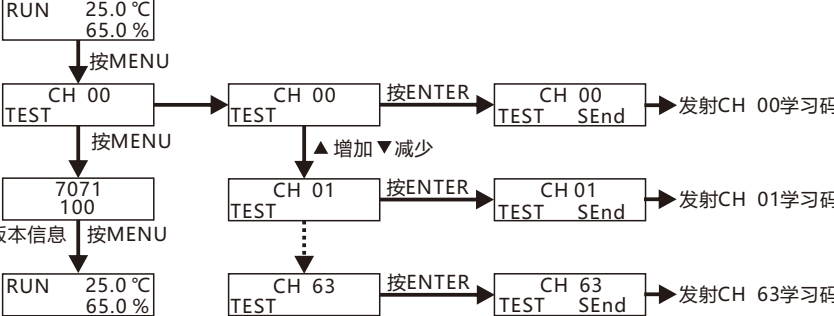 RUN 25.0 ℃
65.0 %
按MENU
CH 00
TEST
CH 00
TEST
按ENTER
CH 00
TEST SEnd
发射CH 00学习码
按MENU
▲ 增加 ▼减少
7071
100
CH 01
TEST
按ENTER
CH 01
TEST SEnd
发射CH 01学习码
版本信息 按MENU
RUN 25.0 ℃
65.0 %
CH 63
TEST
按ENTER
CH 63
TEST SEnd
发射CH 63学习码